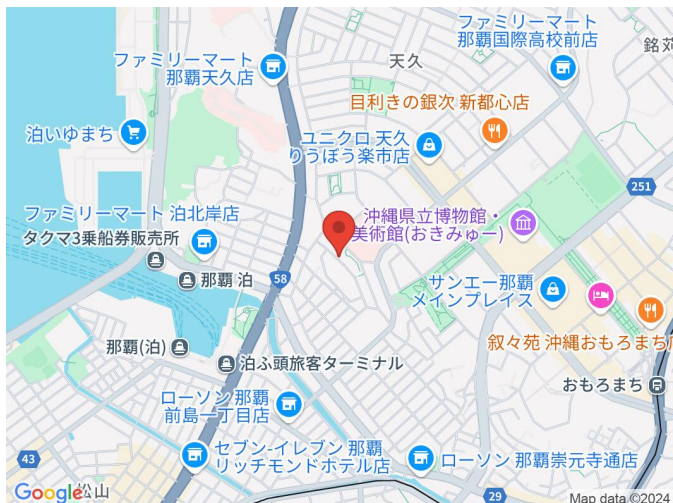 ファミリーマート
那覇国際高校前店
銘苅
天久
ファミリーマート
那覇天久店
目利きの銀次 新都心店
泊いゆまち
ユニクロ 天久
りうぼう楽市店
251
ファミリーマート 泊北岸店
沖縄県立博物館・
美術館(おきみゅー)
タクマ3乗船券販売所
那覇 泊
58
サンエー那覇
メインプレイス
叙々苑 沖縄おもろまち店
那覇(泊)
泊ふ頭旅客ターミナル
おもろまち
ローソン 那覇
前島一丁目店
43
セブン-イレブン 那覇
リッチモンドホテル店
ローソン 那覇崇元寺通店
29
Google
松山
Map data ©2024